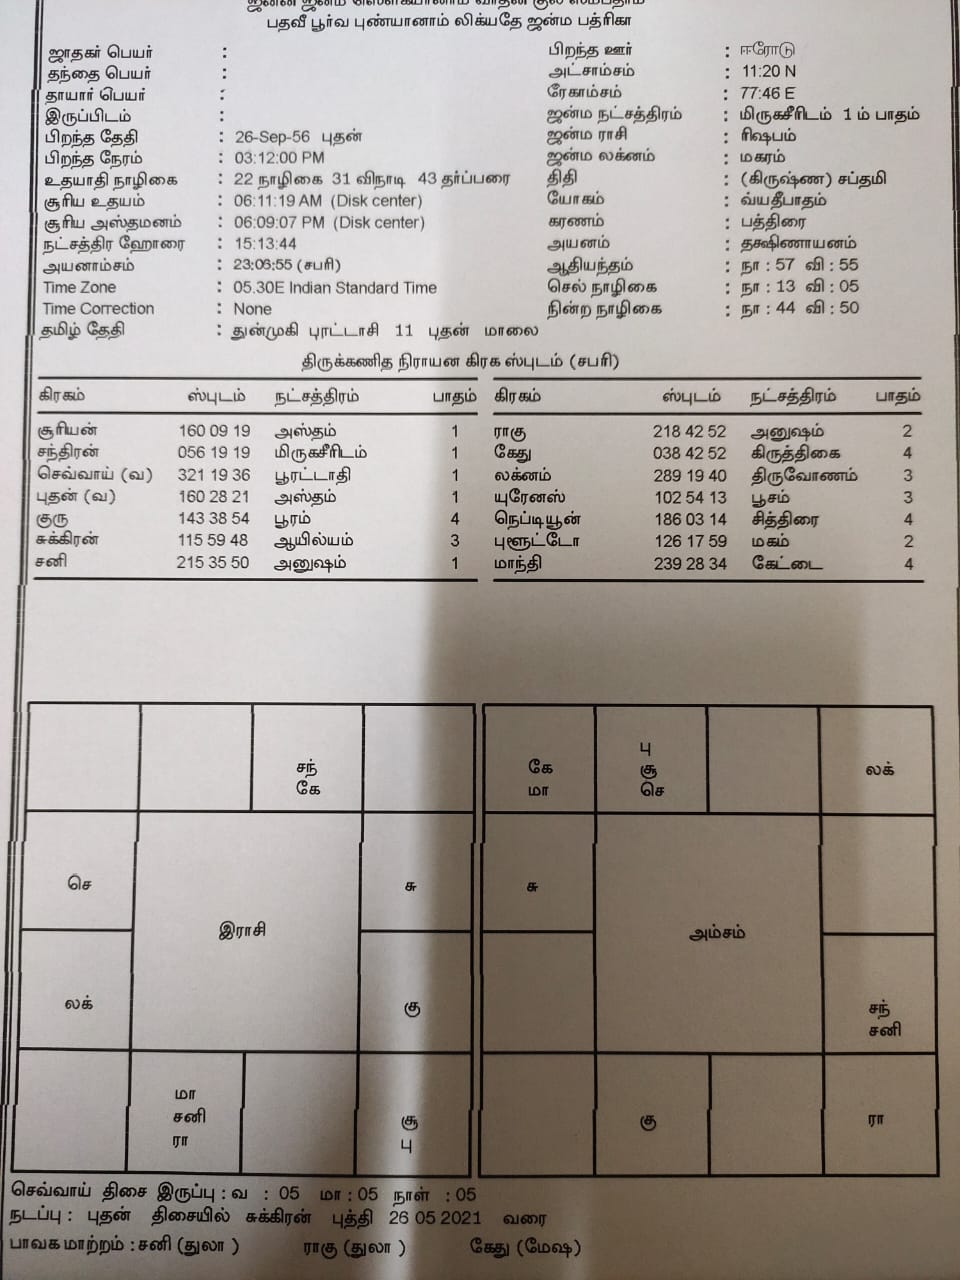 பதவீ பூர்வ புண்யானாம் லிக்யதே ஜன்ம பத்ரிகா
ஜாதகர் பெயர் :
தந்தை பெயர் :
தாயார் பெயர் :
இருப்பிடம் :
பிறந்த தேதி : 26-Sep-56 புதன்
பிறந்த நேரம் : 03:12:00 PM
உதயாதி நாழிகை : 22 நாழிகை 31 விநாடி 43 தர்ப்பரை
சூரிய உதயம் : 06:11:19 AM (Disk center)
சூரிய அஸ்தமனம் : 06:09:07 PM (Disk center)
நட்சத்திர ஹோரை : 15:13:44
அயனாம்சம் : 23:06:55 (சபரி)
Time Zone : 05.30E Indian Standard Time
Time Correction : None
தமிழ் தேதி : துன்முகி புரட்டாசி 11 புதன் மாலை
பிறந்த ஊர் : ஈரோடு
அட்சாம்சம் : 11:20 N
ரேகாம்சம் : 77:46 E
ஜன்ம நட்சத்திரம் : மிருகசீரிடம் 1 ம் பாதம்
ஜன்ம ராசி : ரிஷபம்
ஜன்ம லக்னம் : மகரம்
திதி : (கிருஷ்ண) சப்தமி
யோகம் : வ்யதீபாதம்
கரணம் : பத்திரை
அயனம் : தக்ஷிணாயனம்
ஆதியந்தம் : நா : 57 வி : 55
செல் நாழிகை : நா : 13 வி : 05
நின்ற நாழிகை : நா : 44 வி : 50
திருக்கணித நிராயன கிரக ஸ்புடம் (சபரி)
கிரகம் ஸ்புடம் நட்சத்திரம் பாதம்
சூரியன் 160 09 19 அஸ்தம் 1
சந்திரன் 056 19 19 மிருகசீரிடம் 1
செவ்வாய் (வ) 321 19 36 பூரட்டாதி 1
புதன் (வ) 160 28 21 அஸ்தம் 1
குரு 143 38 54 பூரம் 4
சுக்கிரன் 115 59 48 ஆயில்யம் 3
சனி 215 35 50 அனுஷம் 1
கிரகம் ஸ்புடம் நட்சத்திரம் பாதம்
ராகு 218 42 52 அனுஷம் 2
கேது 038 42 52 கிருத்திகை 4
லக்னம் 289 19 40 திருவோணம் 3
யுரேனஸ் 102 54 13 பூசம் 3
நெப்டியூன் 186 03 14 சித்திரை 4
புளூட்டோ 126 17 59 மகம் 2
மாந்தி 239 28 34 கேட்டை 4
சந்
கே
செ
சு
இராசி
லக்
கு
மா
சனி
ரா
சூ
பு
கே
மா
பு
சூ
செ
லக்
சு
அம்சம்
சந்
சனி
கு
ரா
செவ்வாய் திசை இருப்பு : வ : 05 மா : 05 நாள் : 05
நடப்பு : புதன் திசையில் சுக்கிரன் புத்தி 26 05 2021 வரை
பாவக மாற்றம் : சனி (துலா ) ராகு (துலா ) கேது (மேஷ)